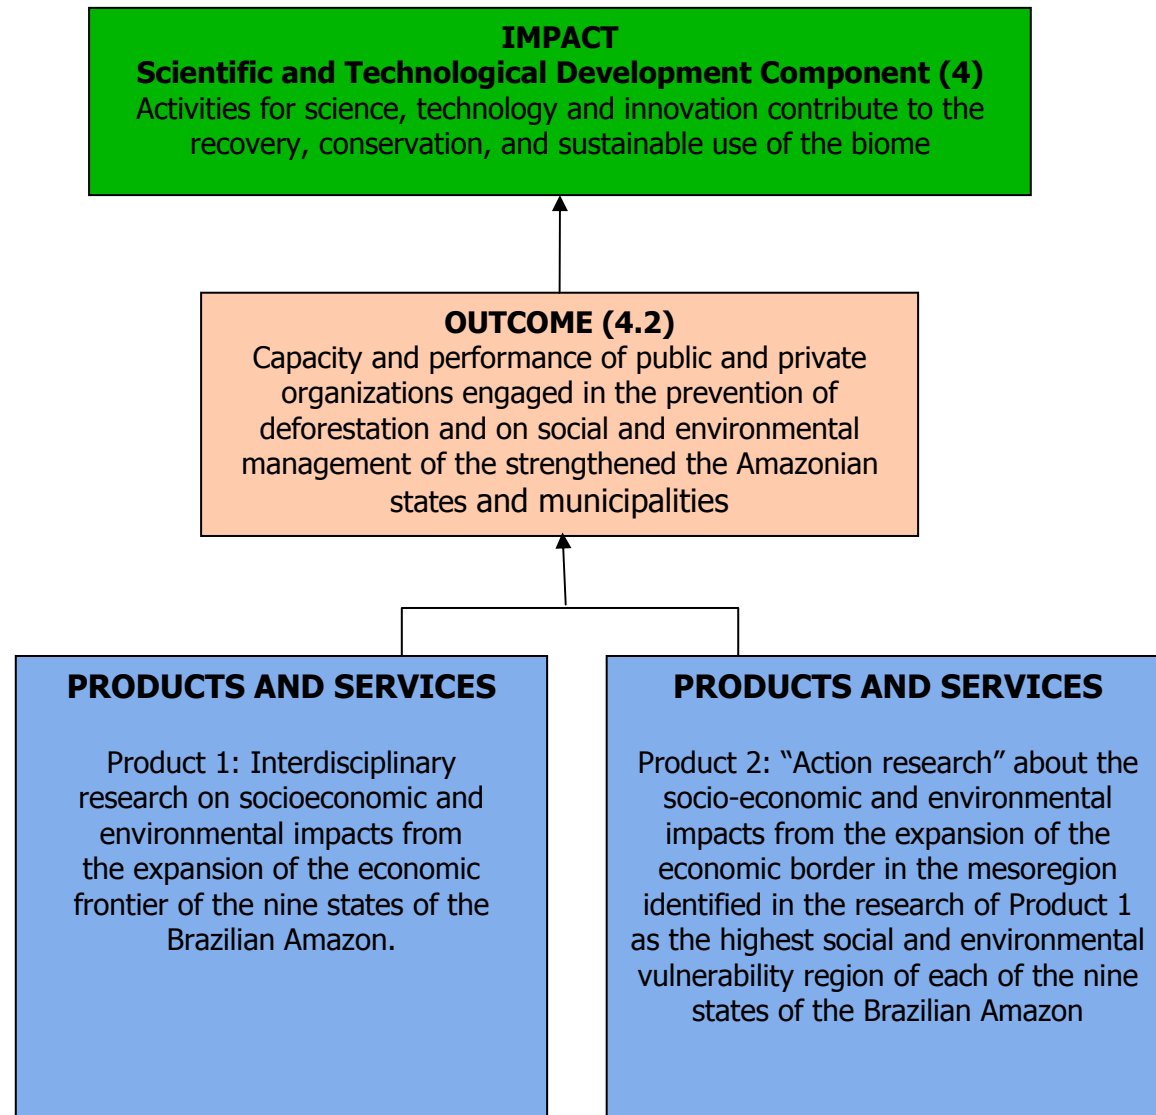 IMPACT
Scientific and Technological Development Component (4)
Activities for science, technology and innovation contribute to the
recovery, conservation, and sustainable use of the biome
OUTCOME (4.2)
Capacity and performance of public and private
organizations engaged in the prevention of
deforestation and on social and environmental
management of the strengthened the Amazonian
states and municipalities
PRODUCTS AND SERVICES
Product 1: Interdisciplinary
research on socioeconomic and
environmental impacts from
the expansion of the economic
frontier of the nine states of the
Brazilian Amazon.
PRODUCTS AND SERVICES
Product 2: “Action research” about the
socio-economic and environmental
impacts from the expansion of the
economic border in the mesoregion
identified in the research of Product 1
as the highest social and environmental
vulnerability region of each of the nine
states of the Brazilian Amazon